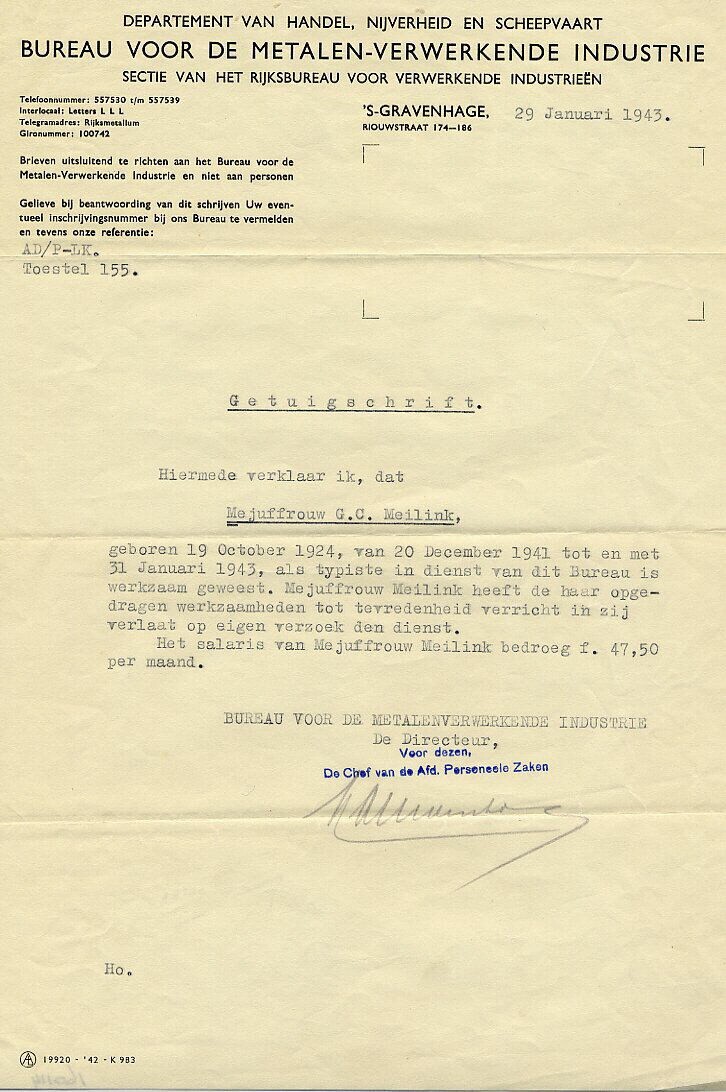 DEPARTEMENT VAN HANDEL, NIJVERHEID EN SCHEEPVAART
BUREAU VOOR DE METALEN-VERWERKENDE INDUSTRIE
SECTIE VAN HET RIJKSBUREAU VOOR VERWERKENDE INDUSTRIEËN
Telefoonnummer: 557530 t/m 557539
Interlocaal: Letters L L L
Telegramadres: Rijksmetallum
Gironummer: 100742
'S-GRAVENHAGE, 29 Januari 1943.
RIOUWSTRAAT 174—186
Brieven uitsluitend te richten aan het Bureau voor de
Metalen-Verwerkende Industrie en niet aan personen
Gelieve bij beantwoording van dit schrijven Uw even-
tueel inschrijvingsnummer bij ons Bureau te vermelden
en tevens onze referentie:
AD/P-LK.
Toestel 155.
Getuigschrift.
Hiermede verklaar ik, dat
Mejuffrouw G.C. Meilink,
geboren 19 October 1924, van 20 December 1941 tot en met
31 Januari 1943, als typiste in dienst van dit Bureau is
werkzaam geweest. Mejuffrouw Meilink heeft de haar opge-
dragen werkzaamheden tot tevredenheid verricht in zij
verlaat op eigen verzoek den dienst.
Het salaris van Mejuffrouw Meilink bedroeg f. 47,50
per maand.
BUREAU VOOR DE METALENVERWERKENDE INDUSTRIE
De Directeur,
Voor dezen,
De Chef van de Afd. Personeele Zaken
Ho.
19920 - '42 - K 983